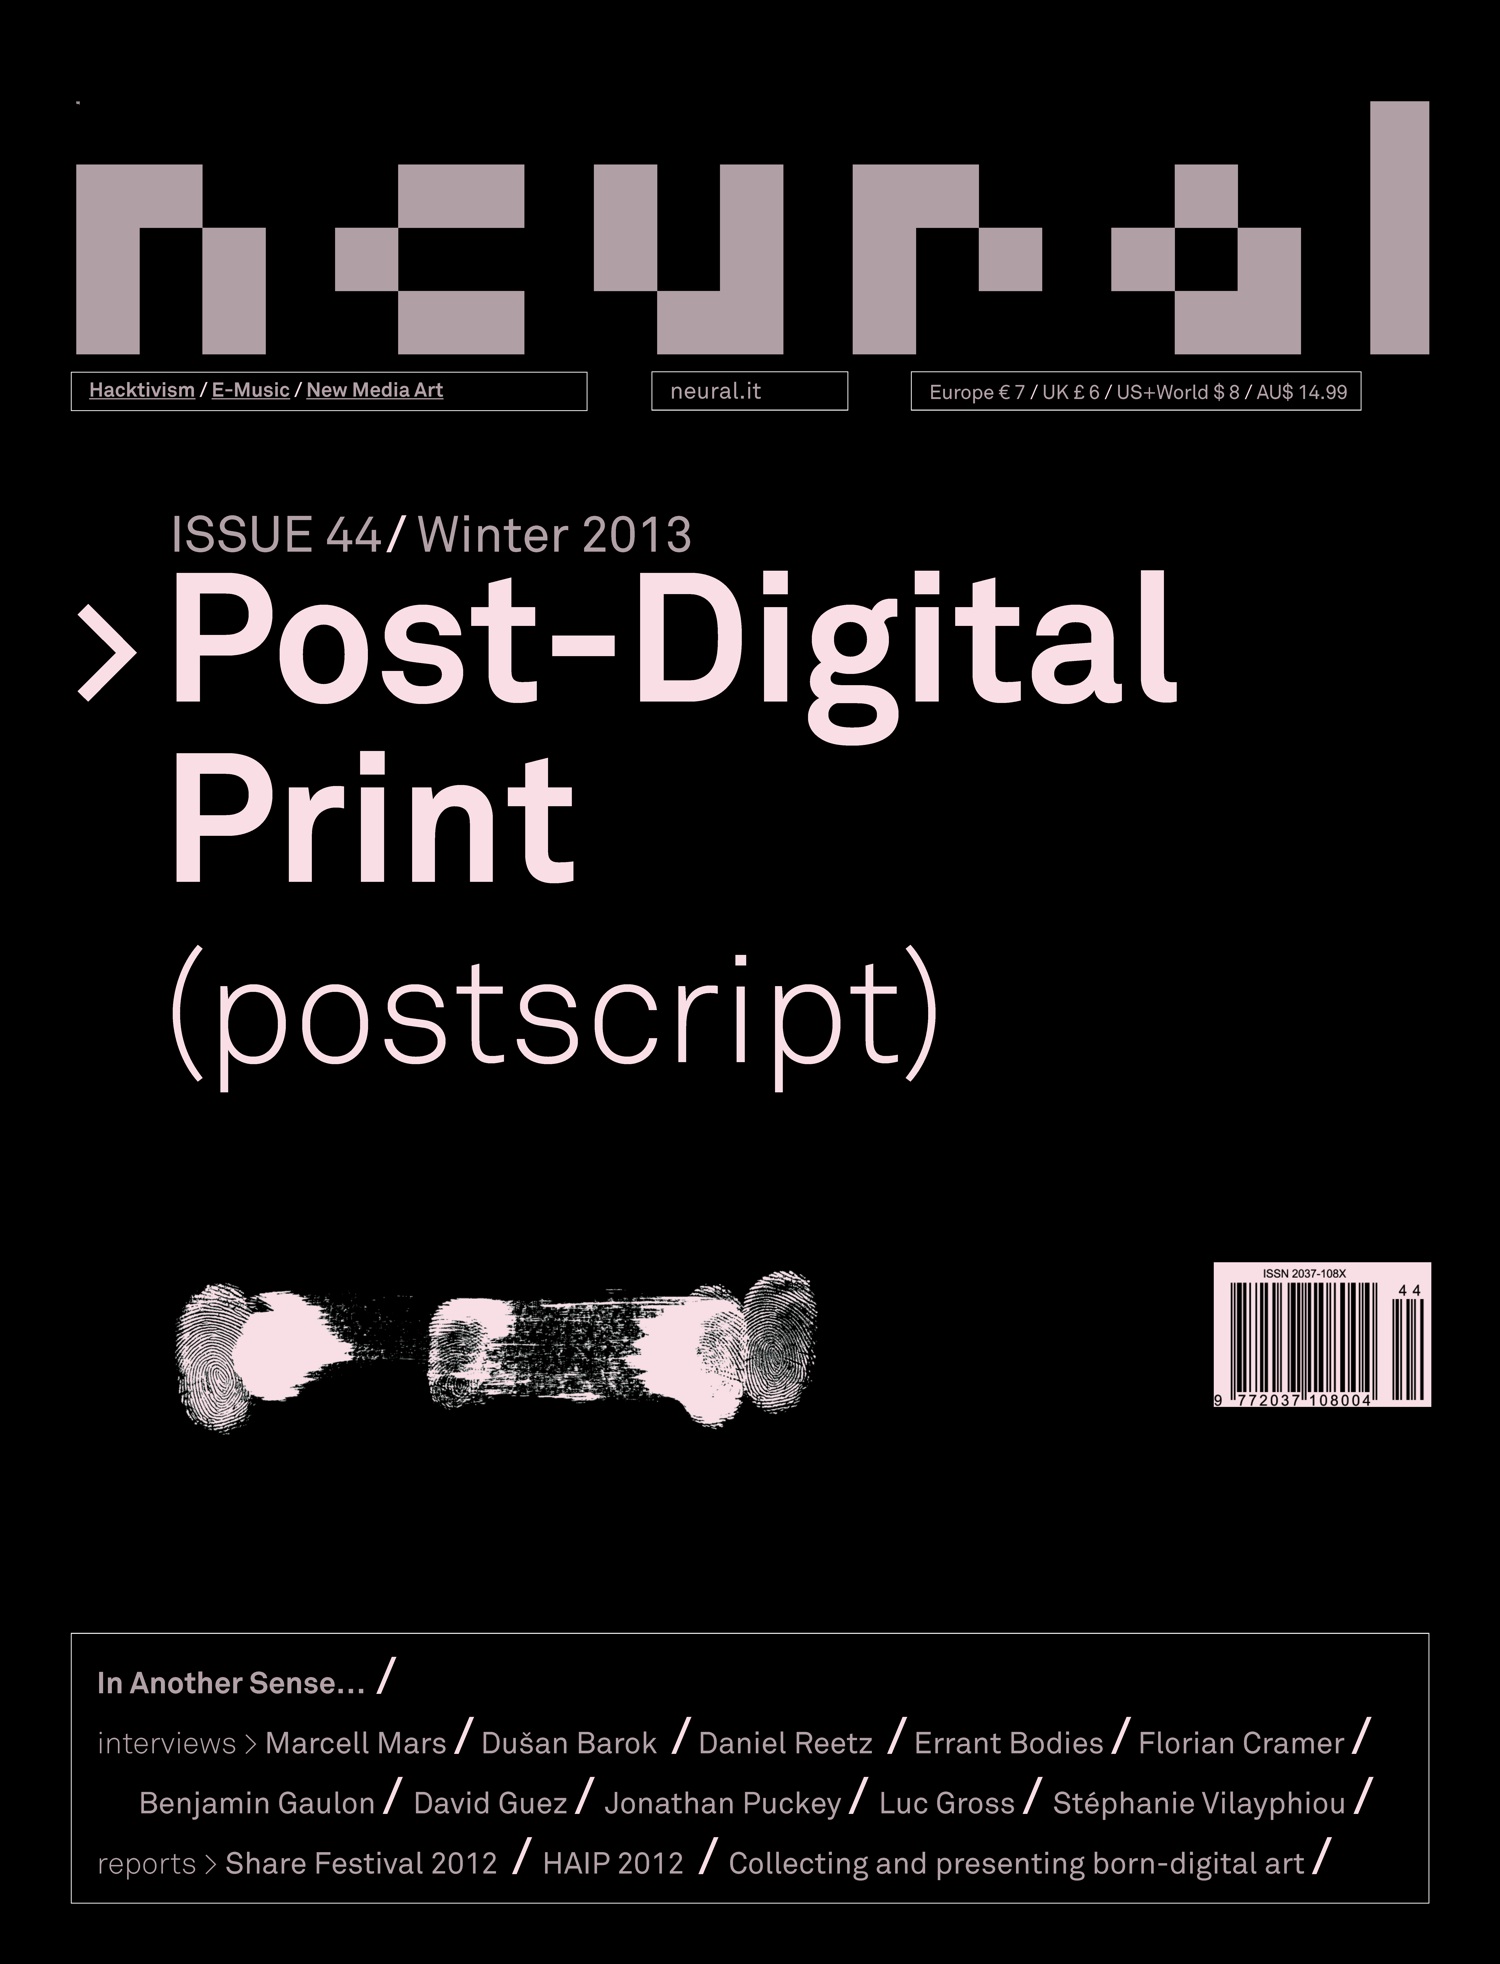 neural
Hacktivism / E-Music / New Media Art
neural.it
Europe € 7 / UK £ 6 / US+World $ 8 / AU$ 14.99
ISSUE 44/ Winter 2013
> Post-Digital
Print
(postscript)
ISSN 2037-108X
4 4
9 772037 108004
In Another Sense... /
interviews > Marcell Mars / Dušan Barok / Daniel Reetz / Errant Bodies / Florian Cramer /
Benjamin Gaulon / David Guez / Jonathan Puckey / Luc Gross / Stéphanie Vilayphiou /
reports > Share Festival 2012 / HAIP 2012 / Collecting and presenting born-digital art /